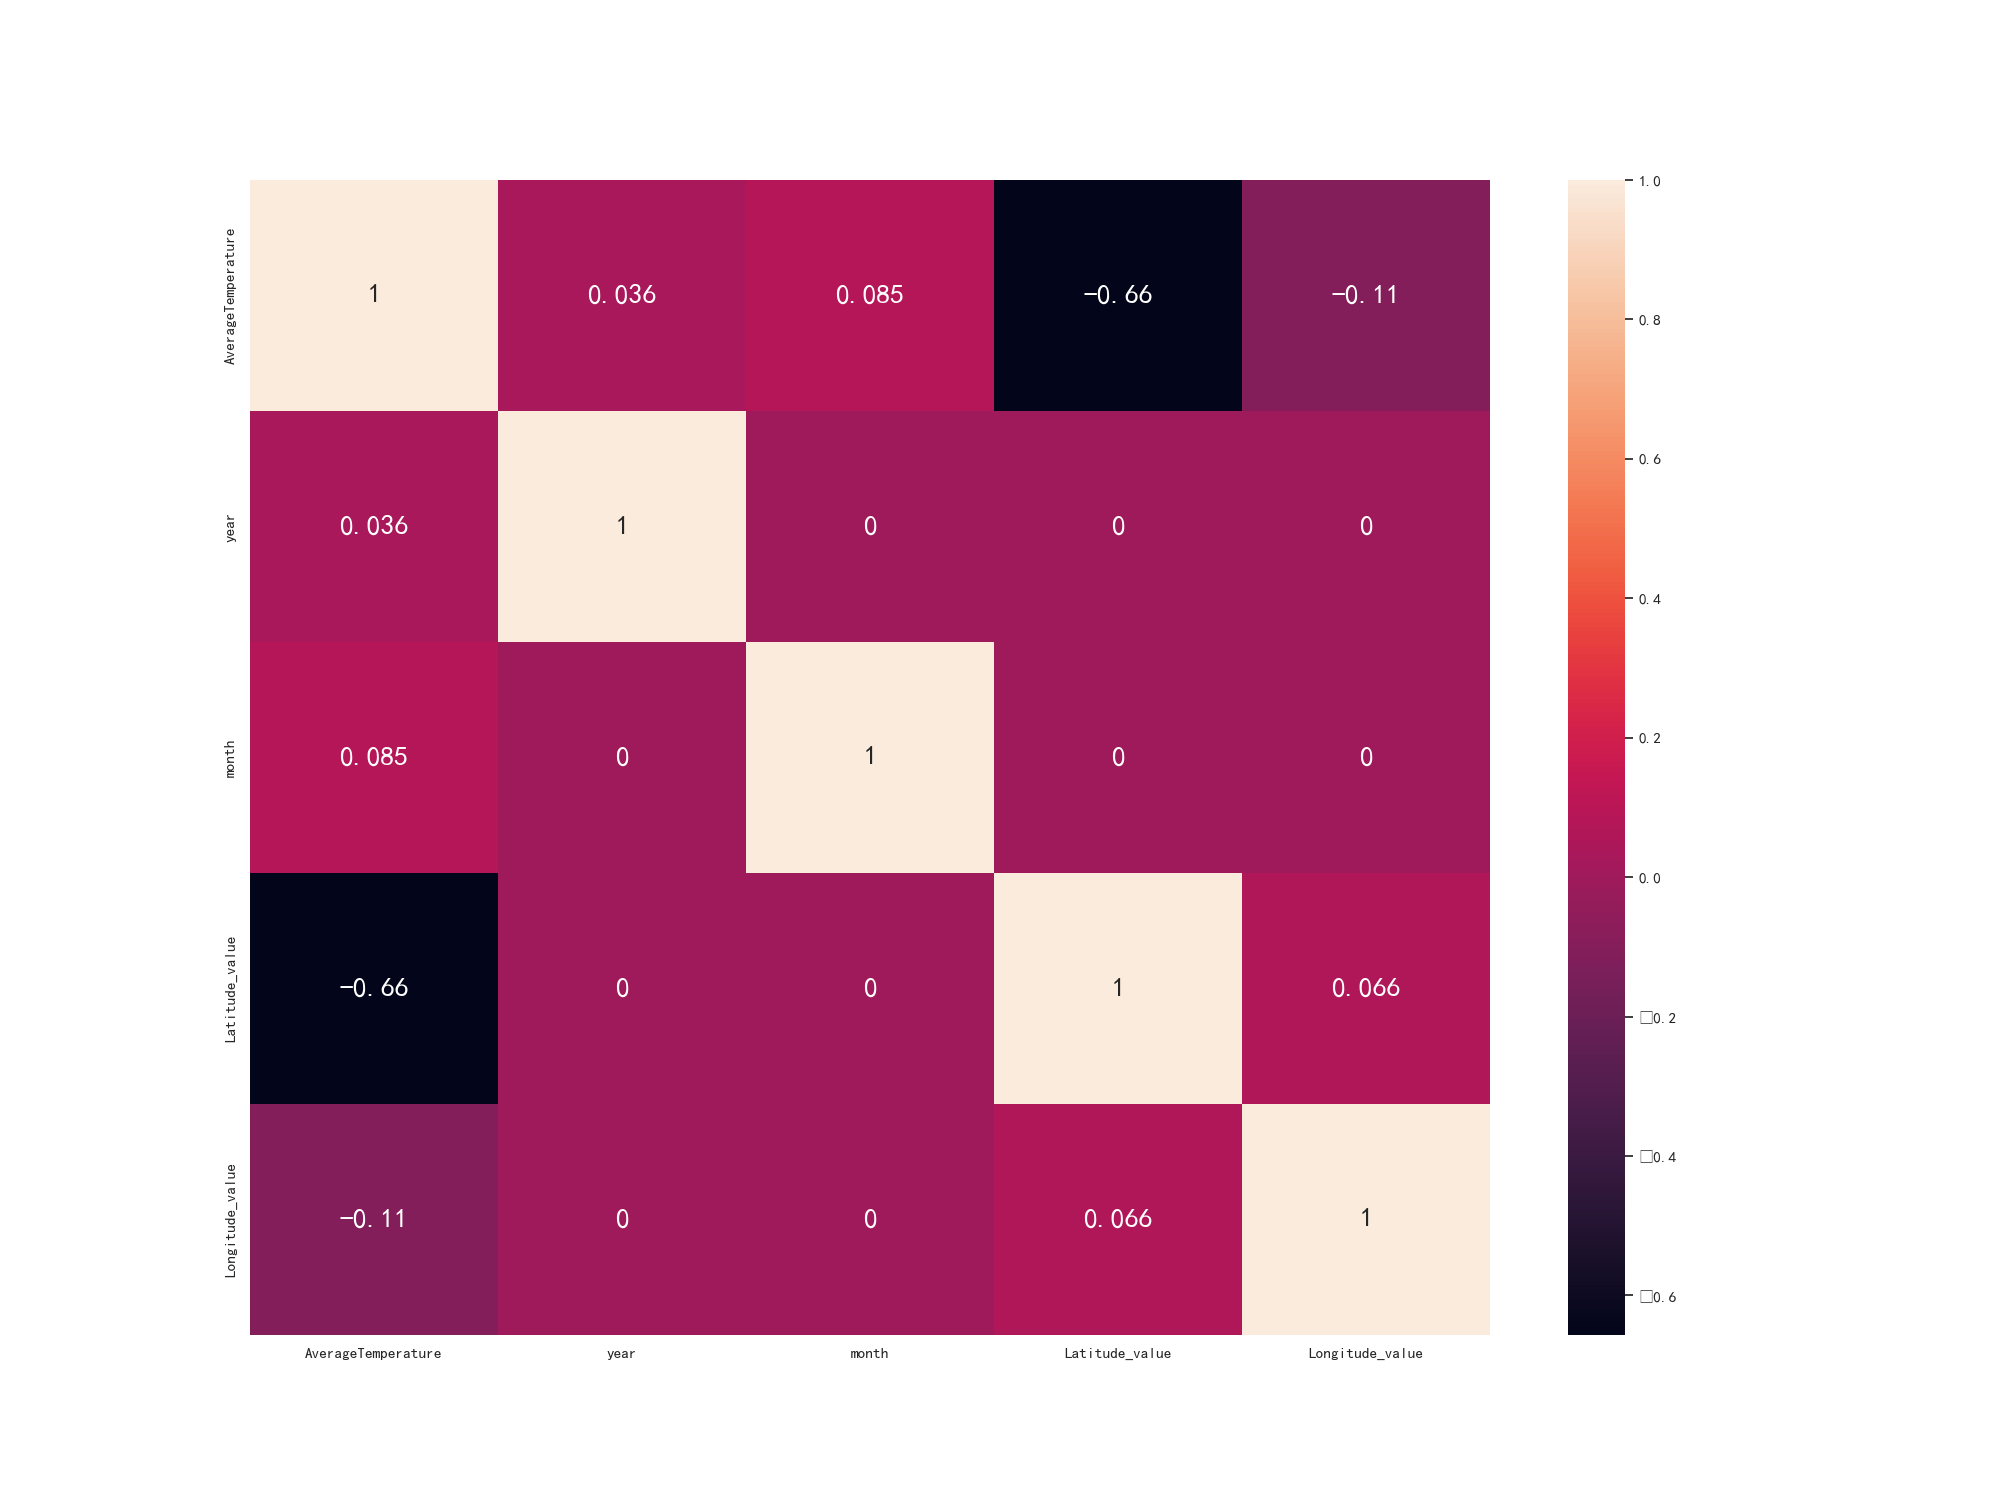 AverageTemperature 1 0.036 0.085 -0.66 -0.11
year 0.036 1 0 0 0
month 0.085 0 1 0 0
Latitude_value -0.66 0 0 1 0.066
Longitude_value -0.11 0 0 0.066 1
AverageTemperature year month Latitude_value Longitude_value
1.0
0.8
0.6
0.4
0.2
0.0
□0.2
□0.4
□0.6